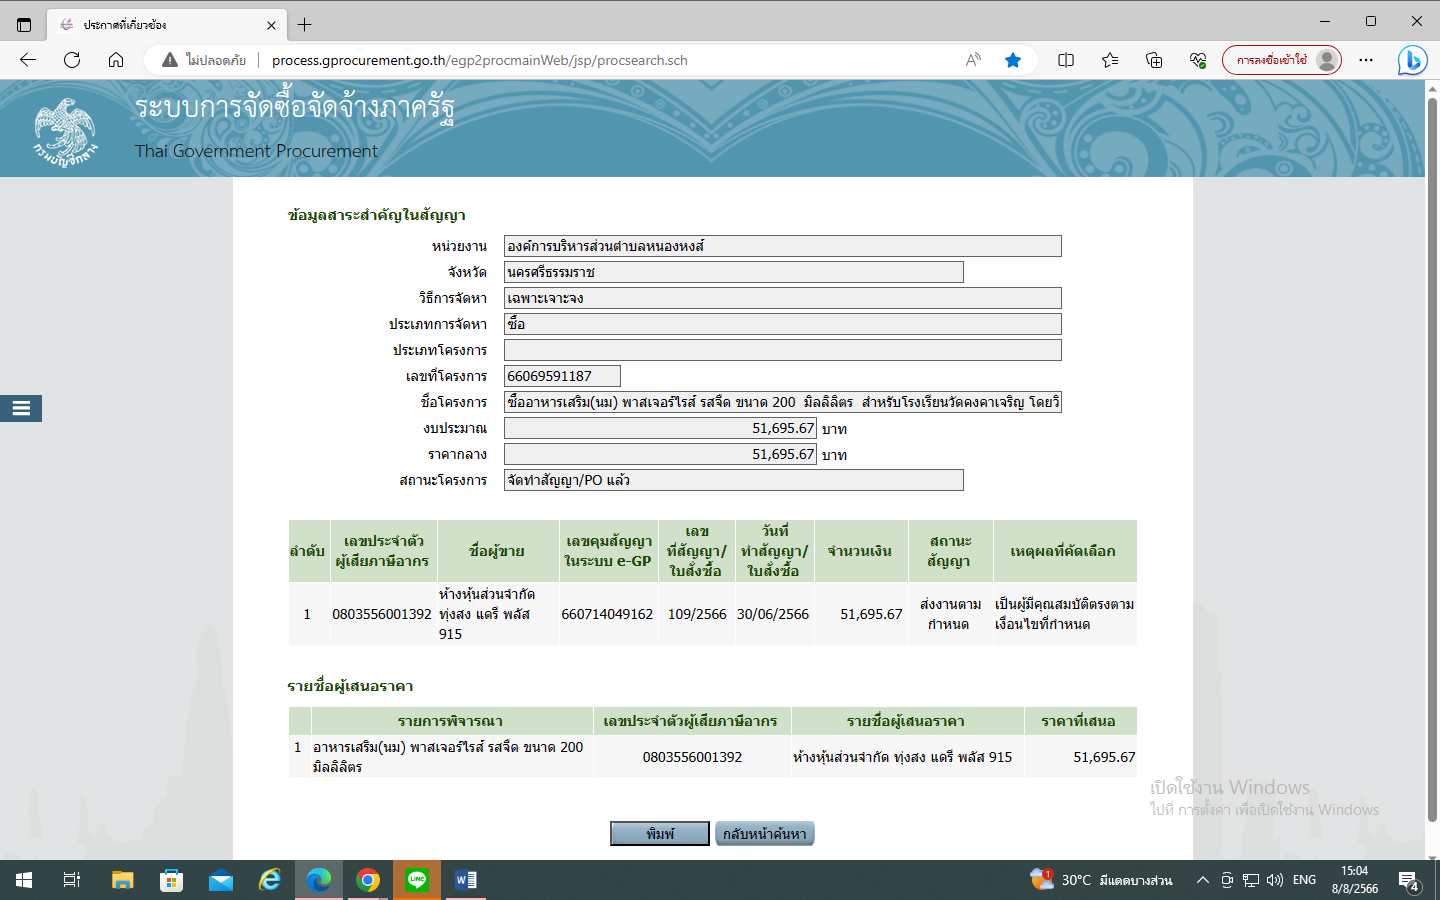 ประกาศที่เกี่ยวข้อง
ไม่ปลอดภัย
process.gprocurement.go.th/egp2procmainWeb/jsp/procsearch.sch
การลงชื่อเข้าใช้
ระบบการจัดซื้อจัดจ้างภาครัฐ
Thai Government Procurement
กรมบัญชีกลาง
ข้อมูลสาระสำคัญในสัญญา
หน่วยงาน องค์การบริหารส่วนตำบลหนองหงส์
จังหวัด นครศรีธรรมราช
วิธีการจัดหา เฉพาะเจาะจง
ประเภทการจัดหา ซื้อ
ประเภทโครงการ
เลขที่โครงการ 66069591187
ชื่อโครงการ ซื้ออาหารเสริม(นม) พาสเจอร์ไรส์ รสจืด ขนาด 200 มิลลิลิตร สำหรับโรงเรียนวัดคงคาเจริญ โดยวิ
งบประมาณ 51,695.67 บาท
ราคากลาง 51,695.67 บาท
สถานะโครงการ จัดทำสัญญา/PO แล้ว
ลำดับ เลขประจำตัวผู้เสียภาษีอากร ชื่อผู้ขาย เลขคุมสัญญาในระบบ e-GP เลขที่สัญญา/ใบสั่งซื้อ วันที่ทำสัญญา/ใบสั่งซื้อ จำนวนเงิน สถานะสัญญา เหตุผลที่คัดเลือก
1 0803556001392 ห้างหุ้นส่วนจำกัด ทุ่งสง แดรี่ พลัส 915 660714049162 109/2566 30/06/2566 51,695.67 ส่งงานตามกำหนด เป็นผู้มีคุณสมบัติตรงตามเงื่อนไขที่กำหนด
รายชื่อผู้เสนอราคา
รายการพิจารณา เลขประจำตัวผู้เสียภาษีอากร รายชื่อผู้เสนอราคา ราคาที่เสนอ
1 อาหารเสริม(นม) พาสเจอร์ไรส์ รสจืด ขนาด 200 มิลลิลิตร 0803556001392 ห้างหุ้นส่วนจำกัด ทุ่งสง แดรี่ พลัส 915 51,695.67
เปิดใช้งาน Windows
ไปที่ การตั้งค่า เพื่อเปิดใช้งาน Windows
พิมพ์ กลับหน้าค้นหา
LINE
1 30°C มีแดดบางส่วน ENG 15:04
8/8/2566 4